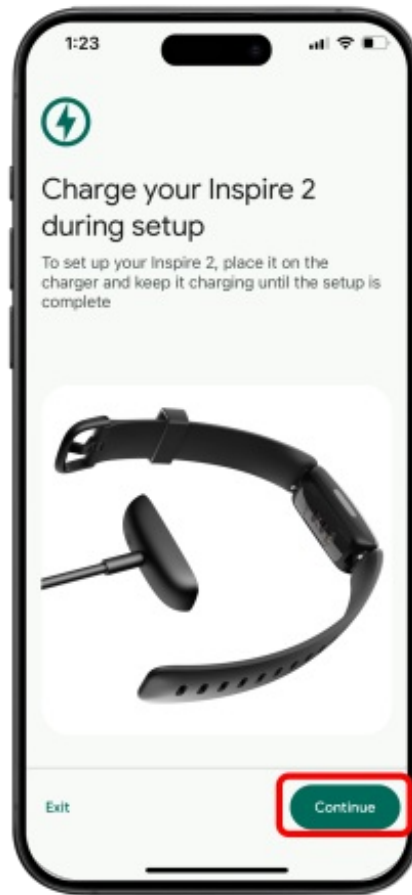 1:23
Charge your Inspire 2
during setup
To set up your Inspire 2, place it on the
charger and keep it charging until the setup is
complete
Exit
Continue